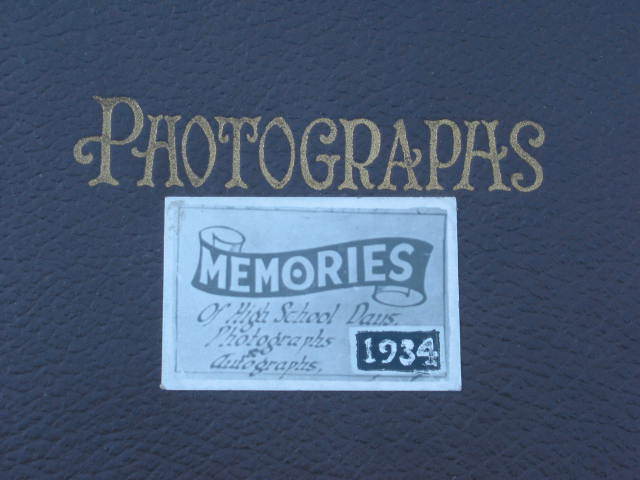 PHOTOGRAPHS
MEMORIES
Of High School Days,
Photographs
&
Autographs,
1934